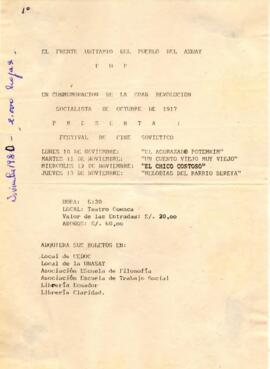 1º
EL FRENTE UNITARIO DEL PUEBLO DEL AZUAY
F U P
EN CONMEMORACION DE LA GRAN REVOLUCION
SOCIALISTA DE OCTUBRE DE 1917
P R E S E N T A :
FESTIVAL DE CINE SOVIETICO
LUNES 10 DE NOVIEMBRE "EL ACORAZADO POTEMKIN"
MARTES 11 DE NOVIEMBRE "UN CUENTO VIEJO MUY VIEJO"
MIERCOLES 12 DE NOVIEMBRE "EL CHICO COSTOSO"
JUEVES 13 DE NOVIEMBRE "MELODIAS DEL BARRIO BEREYA"
HORA: 6:30
LOCAL: Teatro Cuenca
Valor de las Entradas: S/. 20,00
ABONOS: S/. 60,00
ADQUIERA SUS BOLETOS EN:
Local de CEDOC
Local de la UNASAY
Asociación Escuela de Filosofía
Asociación Escuela de Trabajo Social
Librería Ecuador
Librería Claridad.
1980